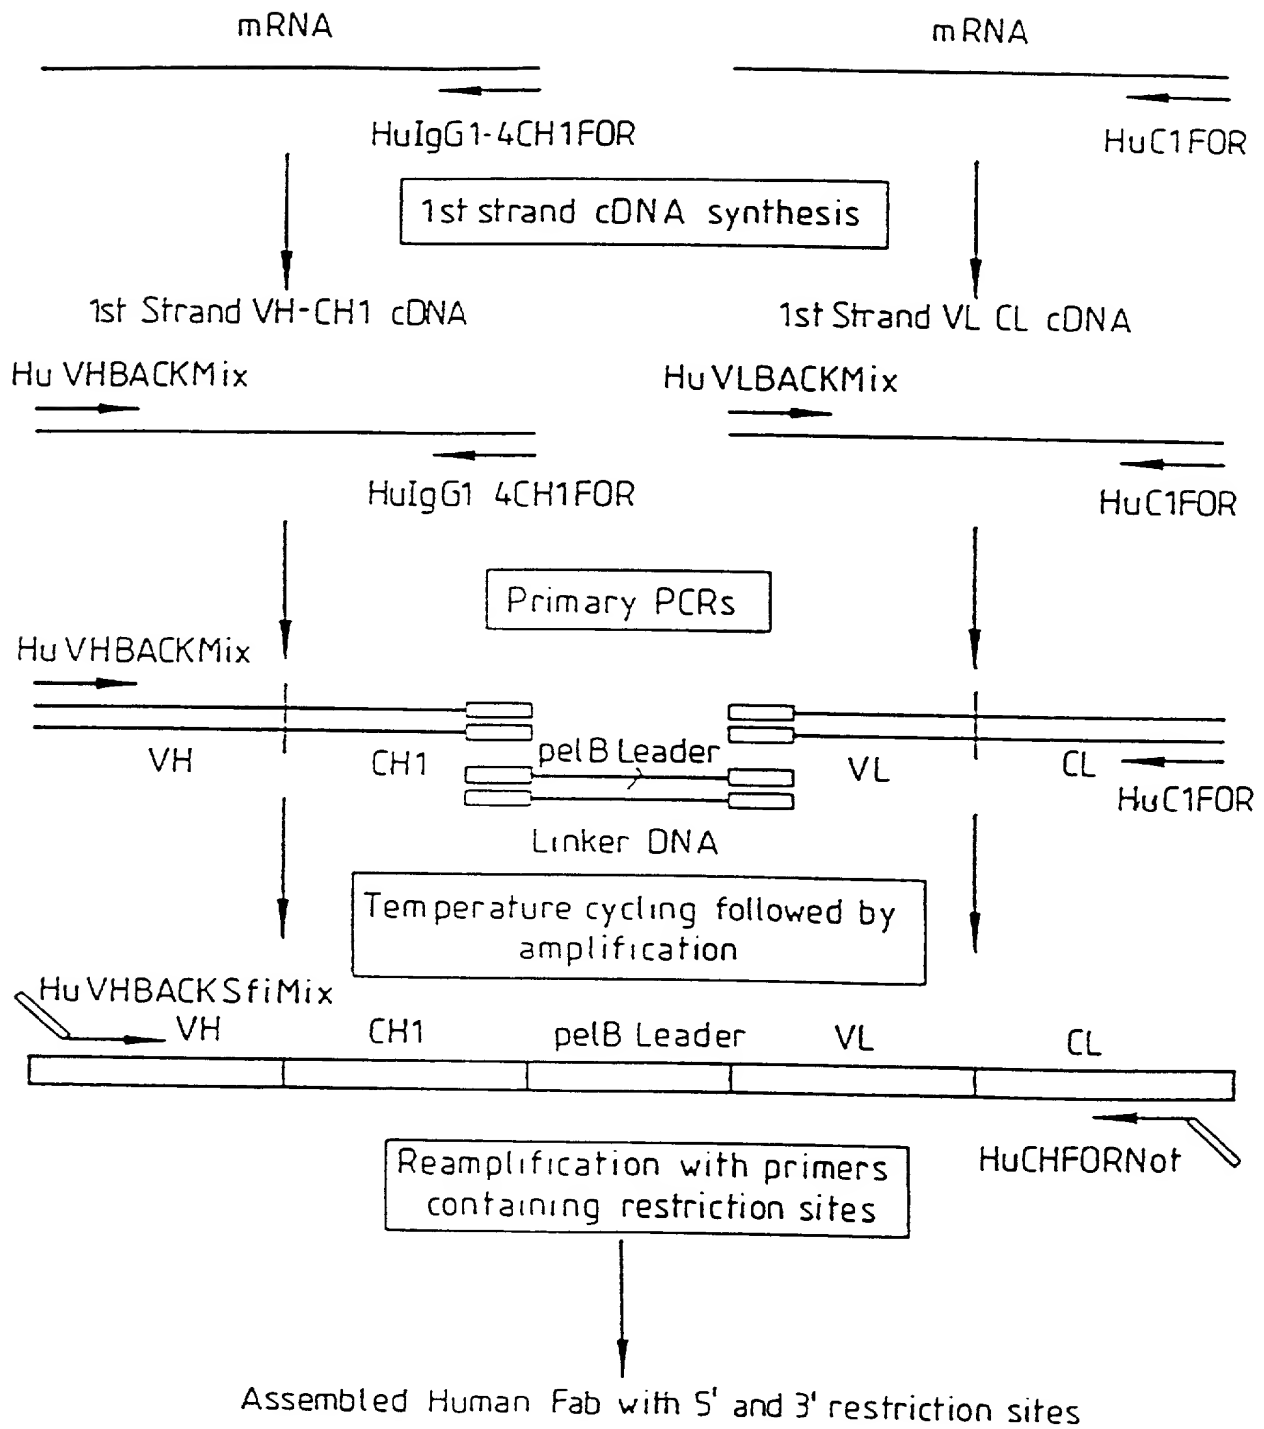 mRNA
mRNA
HuIgG1-4CH1FOR
HuC1FOR
1st strand cDNA synthesis
1st Strand VH-CH1 cDNA
1st Strand VL CL cDNA
Hu VHBACKMix
Hu VLBACKMix
HuIgG1 4CH1FOR
HuC1FOR
Primary PCRs
Hu VHBACKMix
VH
CH1
pelB Leader
VL
CL
HuC1FOR
Linker DNA
Temperature cycling followed by
amplification
Hu VHBACKSfiMix
VH
CH1
pelB Leader
VL
CL
HuCHFORNot
Reamplification with primers
containing restriction sites
Assembled Human Fab with 5' and 3' restriction sites